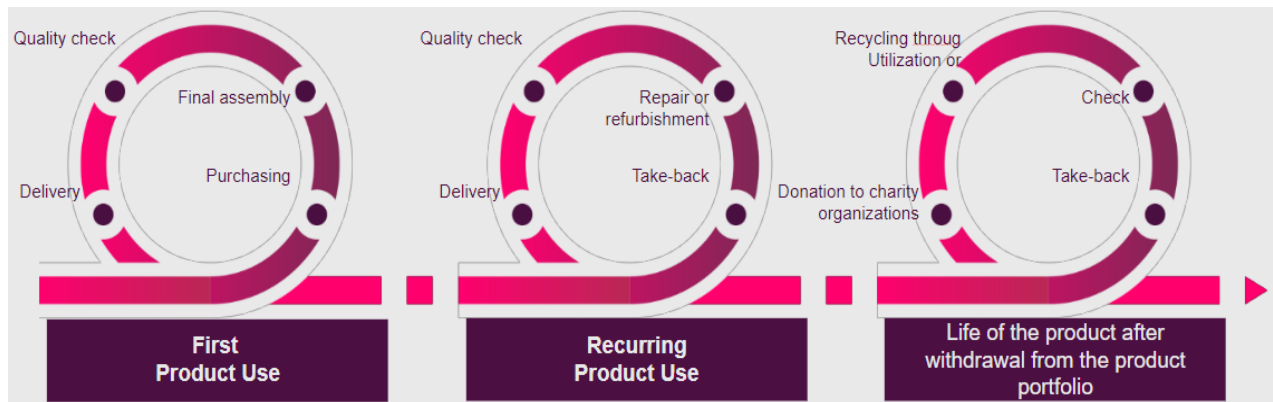 Quality check
Final assembly
Purchasing
Delivery
First
Product Use
Quality check
Repair or
refurbishment
Take-back
Delivery
Recurring
Product Use
Recycling throug
Utilization or
Check
Take-back
Donation to charity
organizations
Life of the product after
withdrawal from the product
portfolio